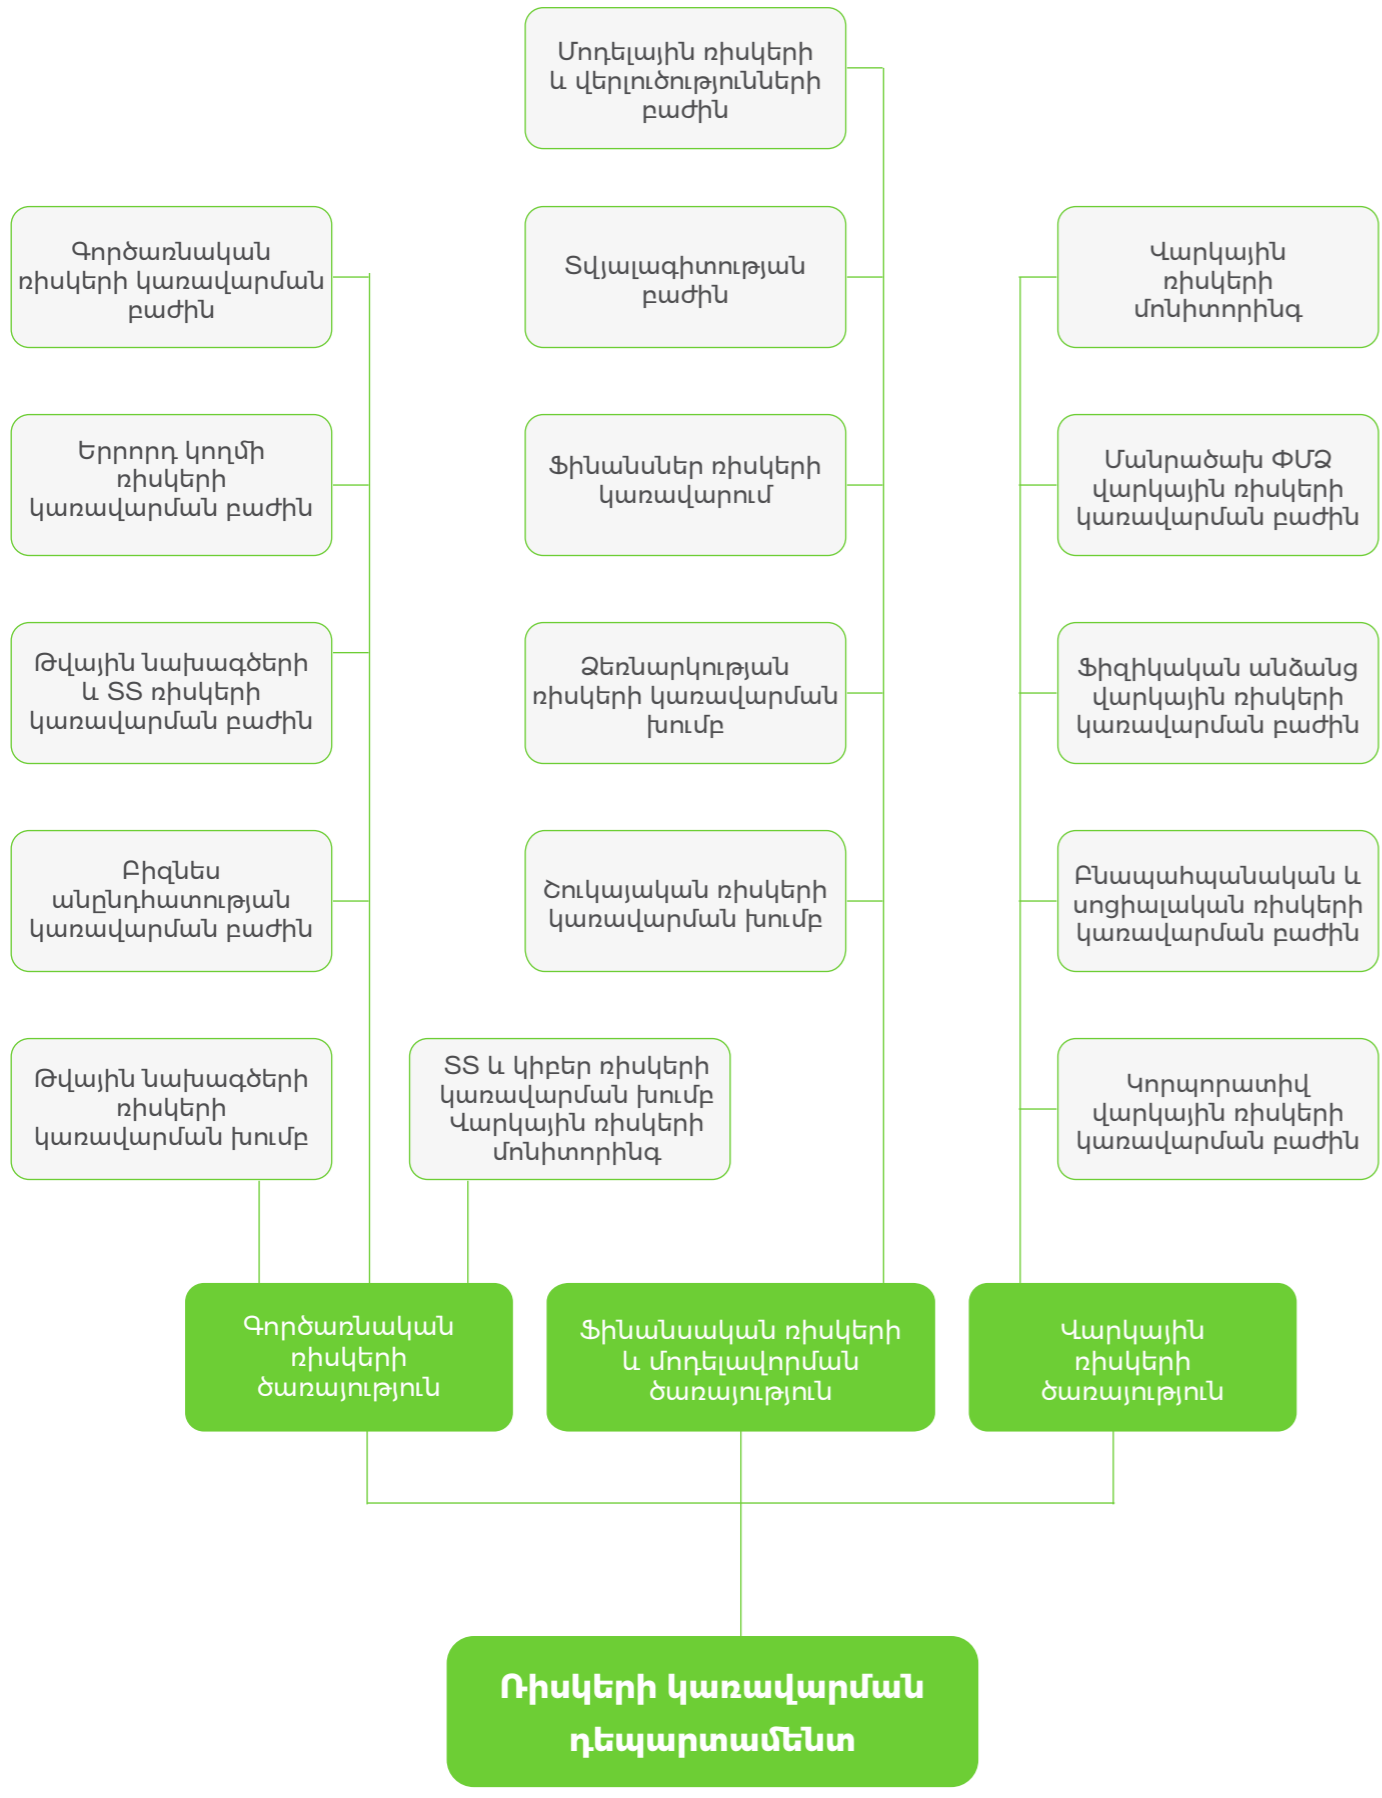 Մոդելային ռիսկերի
և վերլուծությունների
բաժին
Գործառնական
ռիսկերի կառավարման
բաժին
Տվյալագիտության
բաժին
Վարկային
ռիսկերի
մոնիտորինգ
Երրորդ կողմի
ռիսկերի
կառավարման բաժին
Ֆինանսներ ռիսկերի
կառավարում
Մանրածախ ՓՄՁ
վարկային ռիսկերի
կառավարման բաժին
Թվային նախագծերի
և ՏՏ ռիսկերի
կառավարման բաժին
Ձեռնարկության
ռիսկերի կառավարման
խումբ
Ֆիզիկական անձանց
վարկային ռիսկերի
կառավարման բաժին
Բիզնես
անընդհատության
կառավարման բաժին
Շուկայական ռիսկերի
կառավարման խումբ
Բնապահպանական և
սոցիալական ռիսկերի
կառավարման բաժին
Թվային նախագծերի
ռիսկերի
կառավարման խումբ
ՏՏ և կիբեր ռիսկերի
կառավարման խումբ
Վարկային ռիսկերի
մոնիտորինգ
Կորպորատիվ
վարկային ռիսկերի
կառավարման բաժին
Գործառնական
ռիսկերի
ծառայություն
Ֆինանսական ռիսկերի
և մոդելավորման
ծառայություն
Վարկային
ռիսկերի
ծառայություն
Ռիսկերի կառավարման
դեպարտամենտ